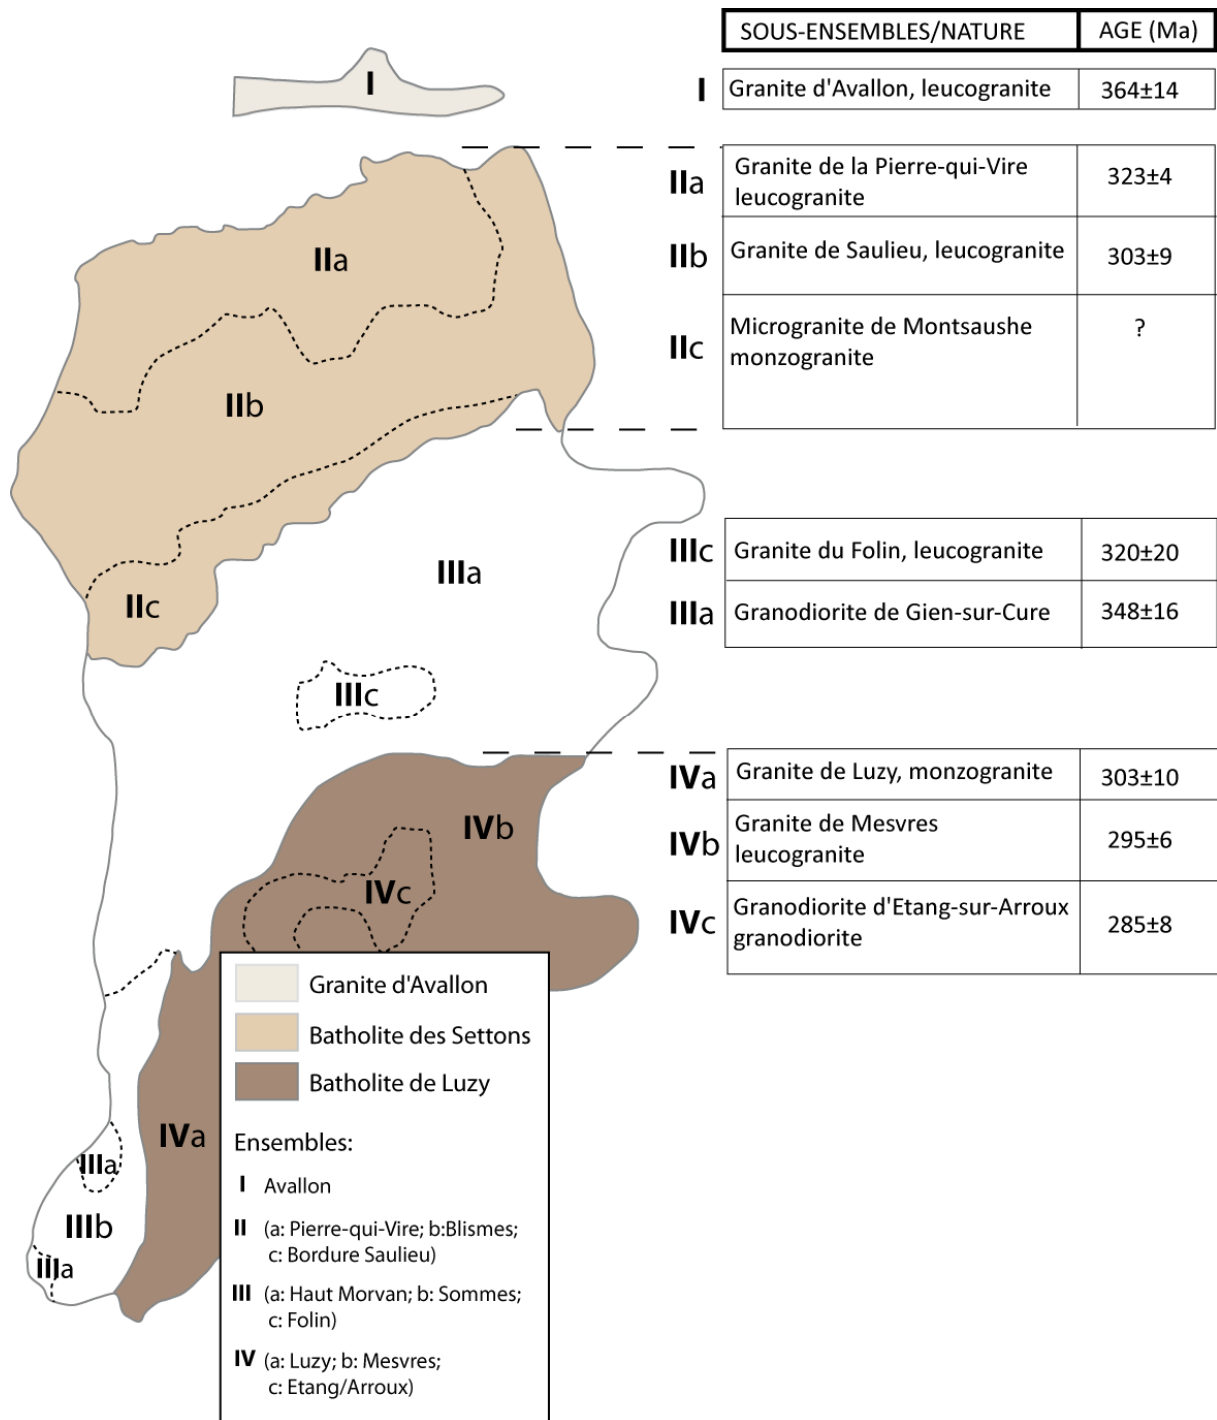 SOUS-ENSEMBLES/NATURE AGE (Ma)
I Granite d'Avallon, leucogranite 364±14
IIa Granite de la Pierre-qui-Vire
leucogranite 323±4
IIb Granite de Saulieu, leucogranite 303±9
IIc Microgranite de Montsaushe
monzogranite ?
IIIc Granite du Folin, leucogranite 320±20
IIIa Granodiorite de Gien-sur-Cure 348±16
IVa Granite de Luzy, monzogranite 303±10
IVb Granite de Mesvres
leucogranite 295±6
IVc Granodiorite d'Etang-sur-Arroux
granodiorite 285±8
I
IIa
IIb
IIc
IIIa
IIIc
IVb
IVc
IVa
IIIa
IIIb
IIIa
Granite d'Avallon
Batholite des Settons
Batholite de Luzy
Ensembles:
I Avallon
II (a: Pierre-qui-Vire; b:Blismes;
c: Bordure Saulieu)
III (a: Haut Morvan; b: Sommes;
c: Folin)
IV (a: Luzy; b: Mesvres;
c: Etang/Arroux)